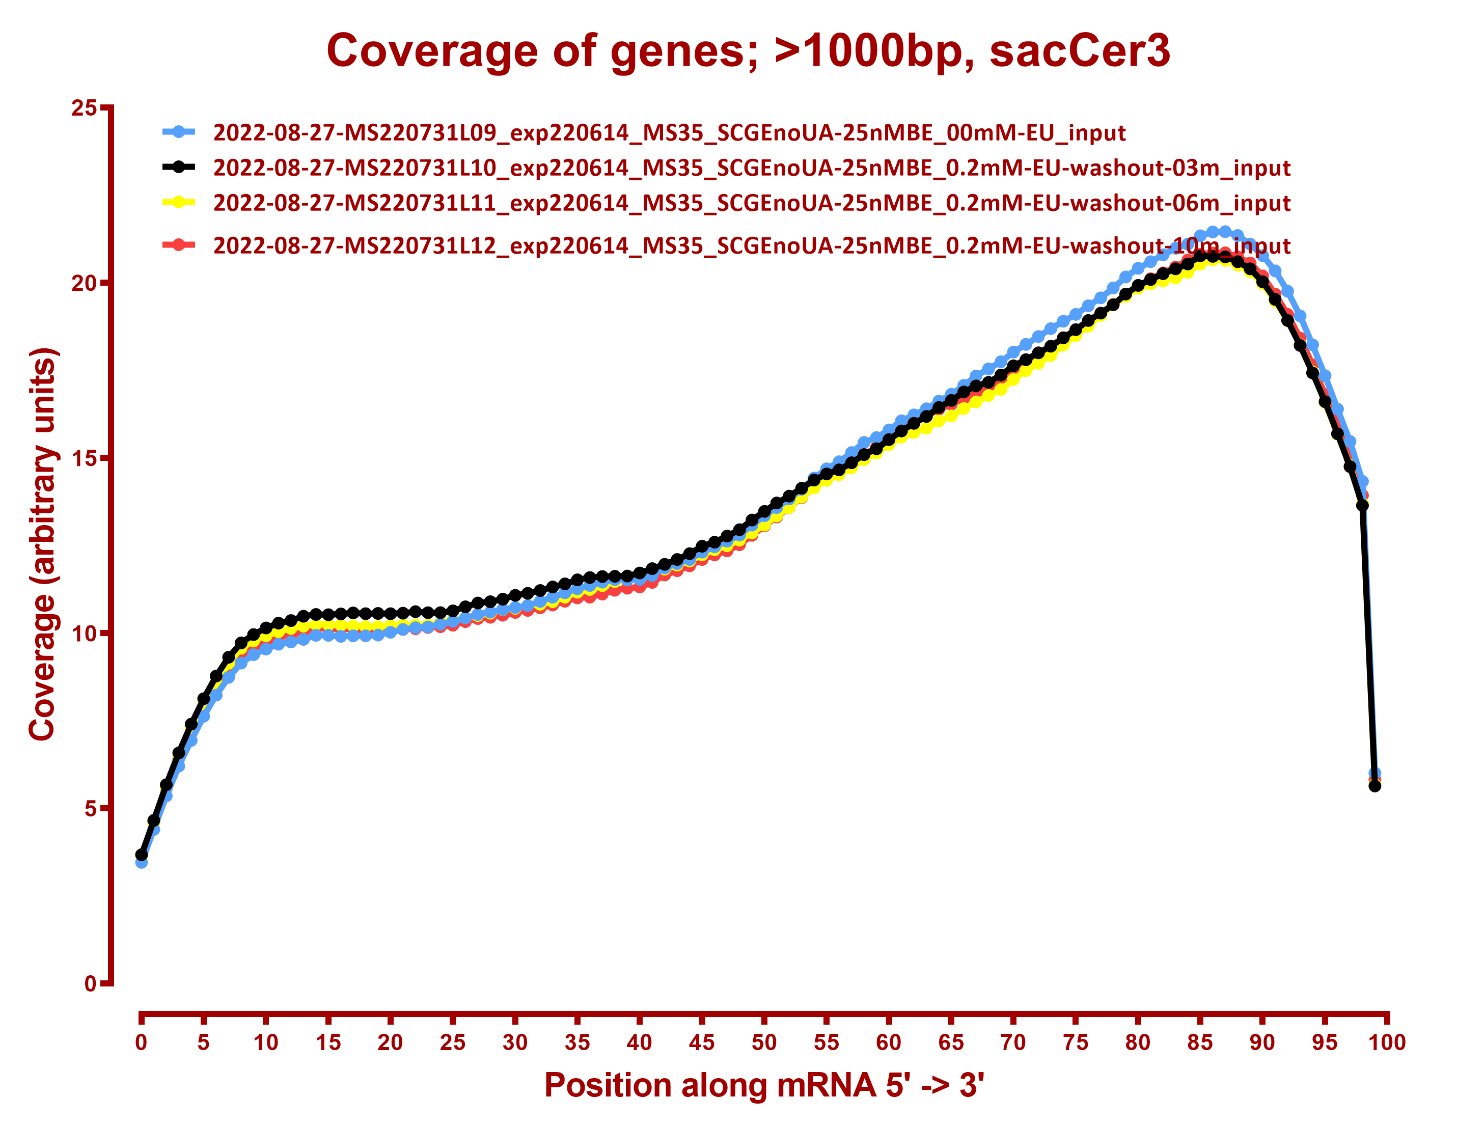 Coverage of genes; >1000bp, sacCer3
25
2022-08-27-MS220731L09_exp220614_MS35_SCGEnoUA-25nMBE_00mM-EU_input
2022-08-27-MS220731L10_exp220614_MS35_SCGEnoUA-25nMBE_0.2mM-EU-washout-03m_input
2022-08-27-MS220731L11_exp220614_MS35_SCGEnoUA-25nMBE_0.2mM-EU-washout-06m_input
2022-08-27-MS220731L12_exp220614_MS35_SCGEnoUA-25nMBE_0.2mM-EU-washout-10m_input
20
15
10
5
0
Coverage (arbitrary units)
0 5 10 15 20 25 30 35 40 45 50 55 60 65 70 75 80 85 90 95 100
Position along mRNA 5' -> 3'